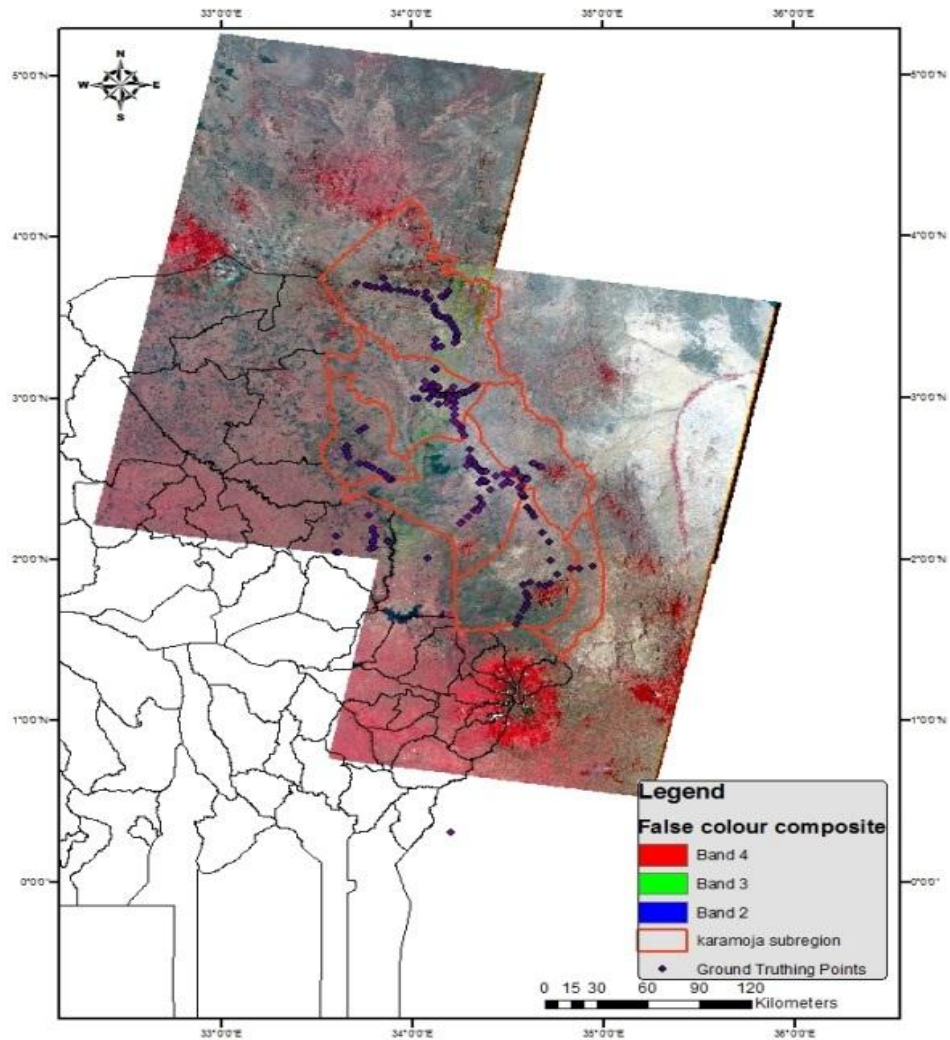 33°0'0"E 34°0'0"E 35°0'0"E 36°0'0"E
N
W E
S
5°0'0"N 5°0'0"N
4°0'0"N 4°0'0"N
3°0'0"N 3°0'0"N
2°0'0"N 2°0'0"N
1°0'0"N 1°0'0"N
0°0'0" 0°0'0"
Legend
False colour composite
Band 4
Band 3
Band 2
karamoja subregion
Ground Truthing Points
0 15 30 60 90 120
Kilometers
33°0'0"E 34°0'0"E 35°0'0"E 36°0'0"E